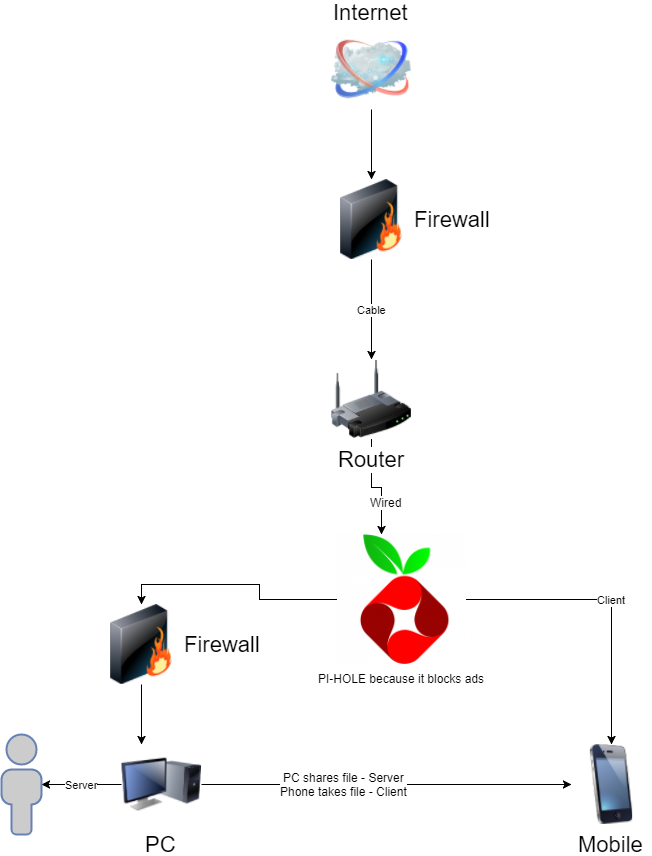 Internet
Firewall
Cable
Router
Wired
PI-HOLE because it blocks ads
Client
Firewall
Server
PC shares file - Server
Phone takes file - Client
PC
Mobile